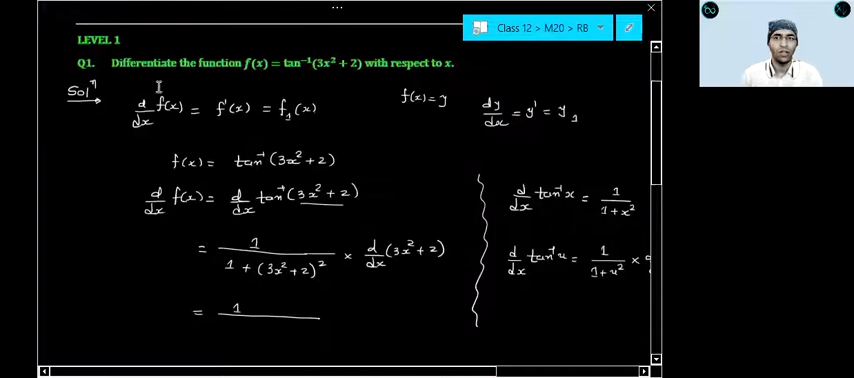 Class 12 > M20 > RB
LEVEL 1
Q1. Differentiate the function f(x) = tan⁻¹(3x² + 2) with respect to x.
Solⁿ
d/dx f(x) = f'(x) = f₁(x)
f(x) = y
dy/dx = y' = y₁
f(x) = tan⁻¹(3x² + 2)
d/dx f(x) = d/dx tan⁻¹(3x² + 2)
d/dx tan⁻¹x = 1/(1+x²)
= 1/(1 + (3x²+2)²) × d/dx (3x² + 2)
d/dx tan⁻¹u = 1/(1+u²) ×
= 1